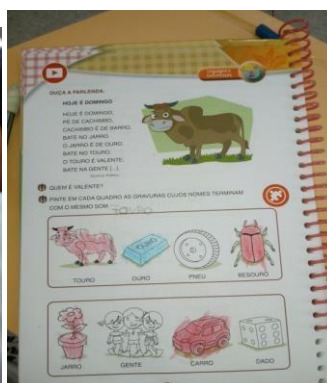 OUÇA A PARLENDA.
HOJE É DOMINGO
HOJE É DOMINGO,
PÉ DE CACHIMBO,
CACHIMBO É DE BARRO,
BATE NO JARRO.
O JARRO É DE OURO,
BATE NO TOURO.
O TOURO É VALENTE,
BATE NA GENTE [...].
QUEM É VALENTE?
PINTE EM CADA QUADRO AS GRAVURAS CUJOS NOMES TERMINAM
COM O MESMO SOM.
OURO
TOURO
OURO
PNEU
BESOURO
JARRO
GENTE
CARRO
DADO